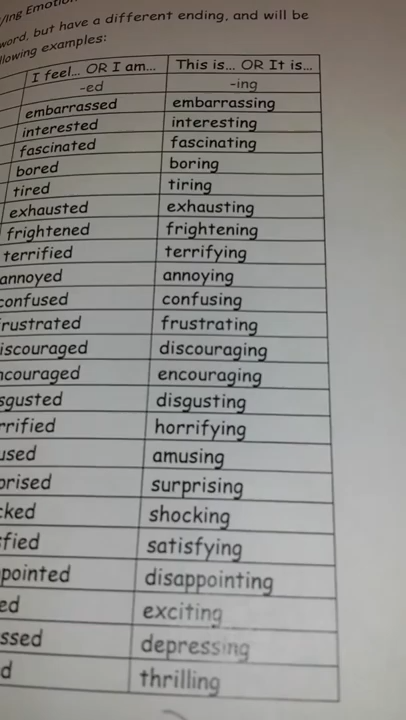 /ing Emotion
word, but have a different ending, and will be
llowing examples:
I feel... OR I am... This is... OR It is...
-ed -ing
embarrassed embarrassing
interested interesting
fascinated fascinating
bored boring
tired tiring
exhausted exhausting
frightened frightening
terrified terrifying
annoyed annoying
confused confusing
rustrated frustrating
iscouraged discouraging
ncouraged encouraging
sgusted disgusting
rrified horrifying
used amusing
prised surprising
cked shocking
sfied satisfying
pointed disappointing
ed exciting
ssed depressing
d thrilling